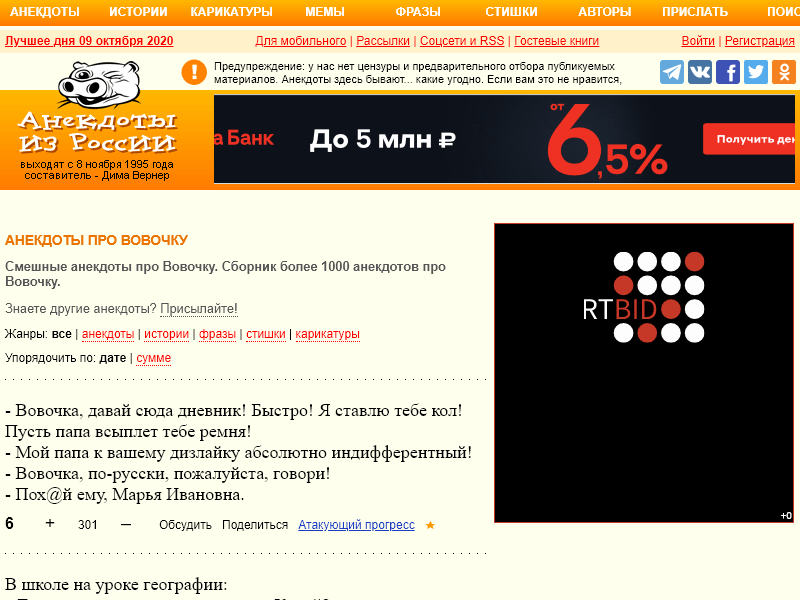 АНЕКДОТЫ ИСТОРИИ КАРИКАТУРЫ МЕМЫ ФРАЗЫ СТИШКИ АВТОРЫ ПРИСЛАТЬ ПОИС
Лучшее дня 09 октября 2020 Для мобильного | Рассылки | Соцсети и RSS | Гостевые книги Войти | Регистрация
Предупреждение: у нас нет цензуры и предварительного отбора публикуемых
материалов. Анекдоты здесь бывают... какие угодно. Если вам это не нравится,
Анекдоты
из России
выходят с 8 ноября 1995 года
составитель - Дима Вернер
а Банк До 5 млн ₽ от 6,5% Получить ден
RTBID
+0
АНЕКДОТЫ ПРО ВОВОЧКУ
Смешные анекдоты про Вовочку. Сборник более 1000 анекдотов про
Вовочку.
Знаете другие анекдоты? Присылайте!
Жанры: все | анекдоты | истории | фразы | стишки | карикатуры
Упорядочить по: дате | сумме
- Вовочка, давай сюда дневник! Быстро! Я ставлю тебе кол!
Пусть папа всыплет тебе ремня!
- Мой папа к вашему дизлайку абсолютно индифферентный!
- Вовочка, по-русски, пожалуйста, говори!
- Пох@й ему, Марья Ивановна.
6 + 301 – Обсудить Поделиться Атакующий прогресс ★
В школе на уроке географии: